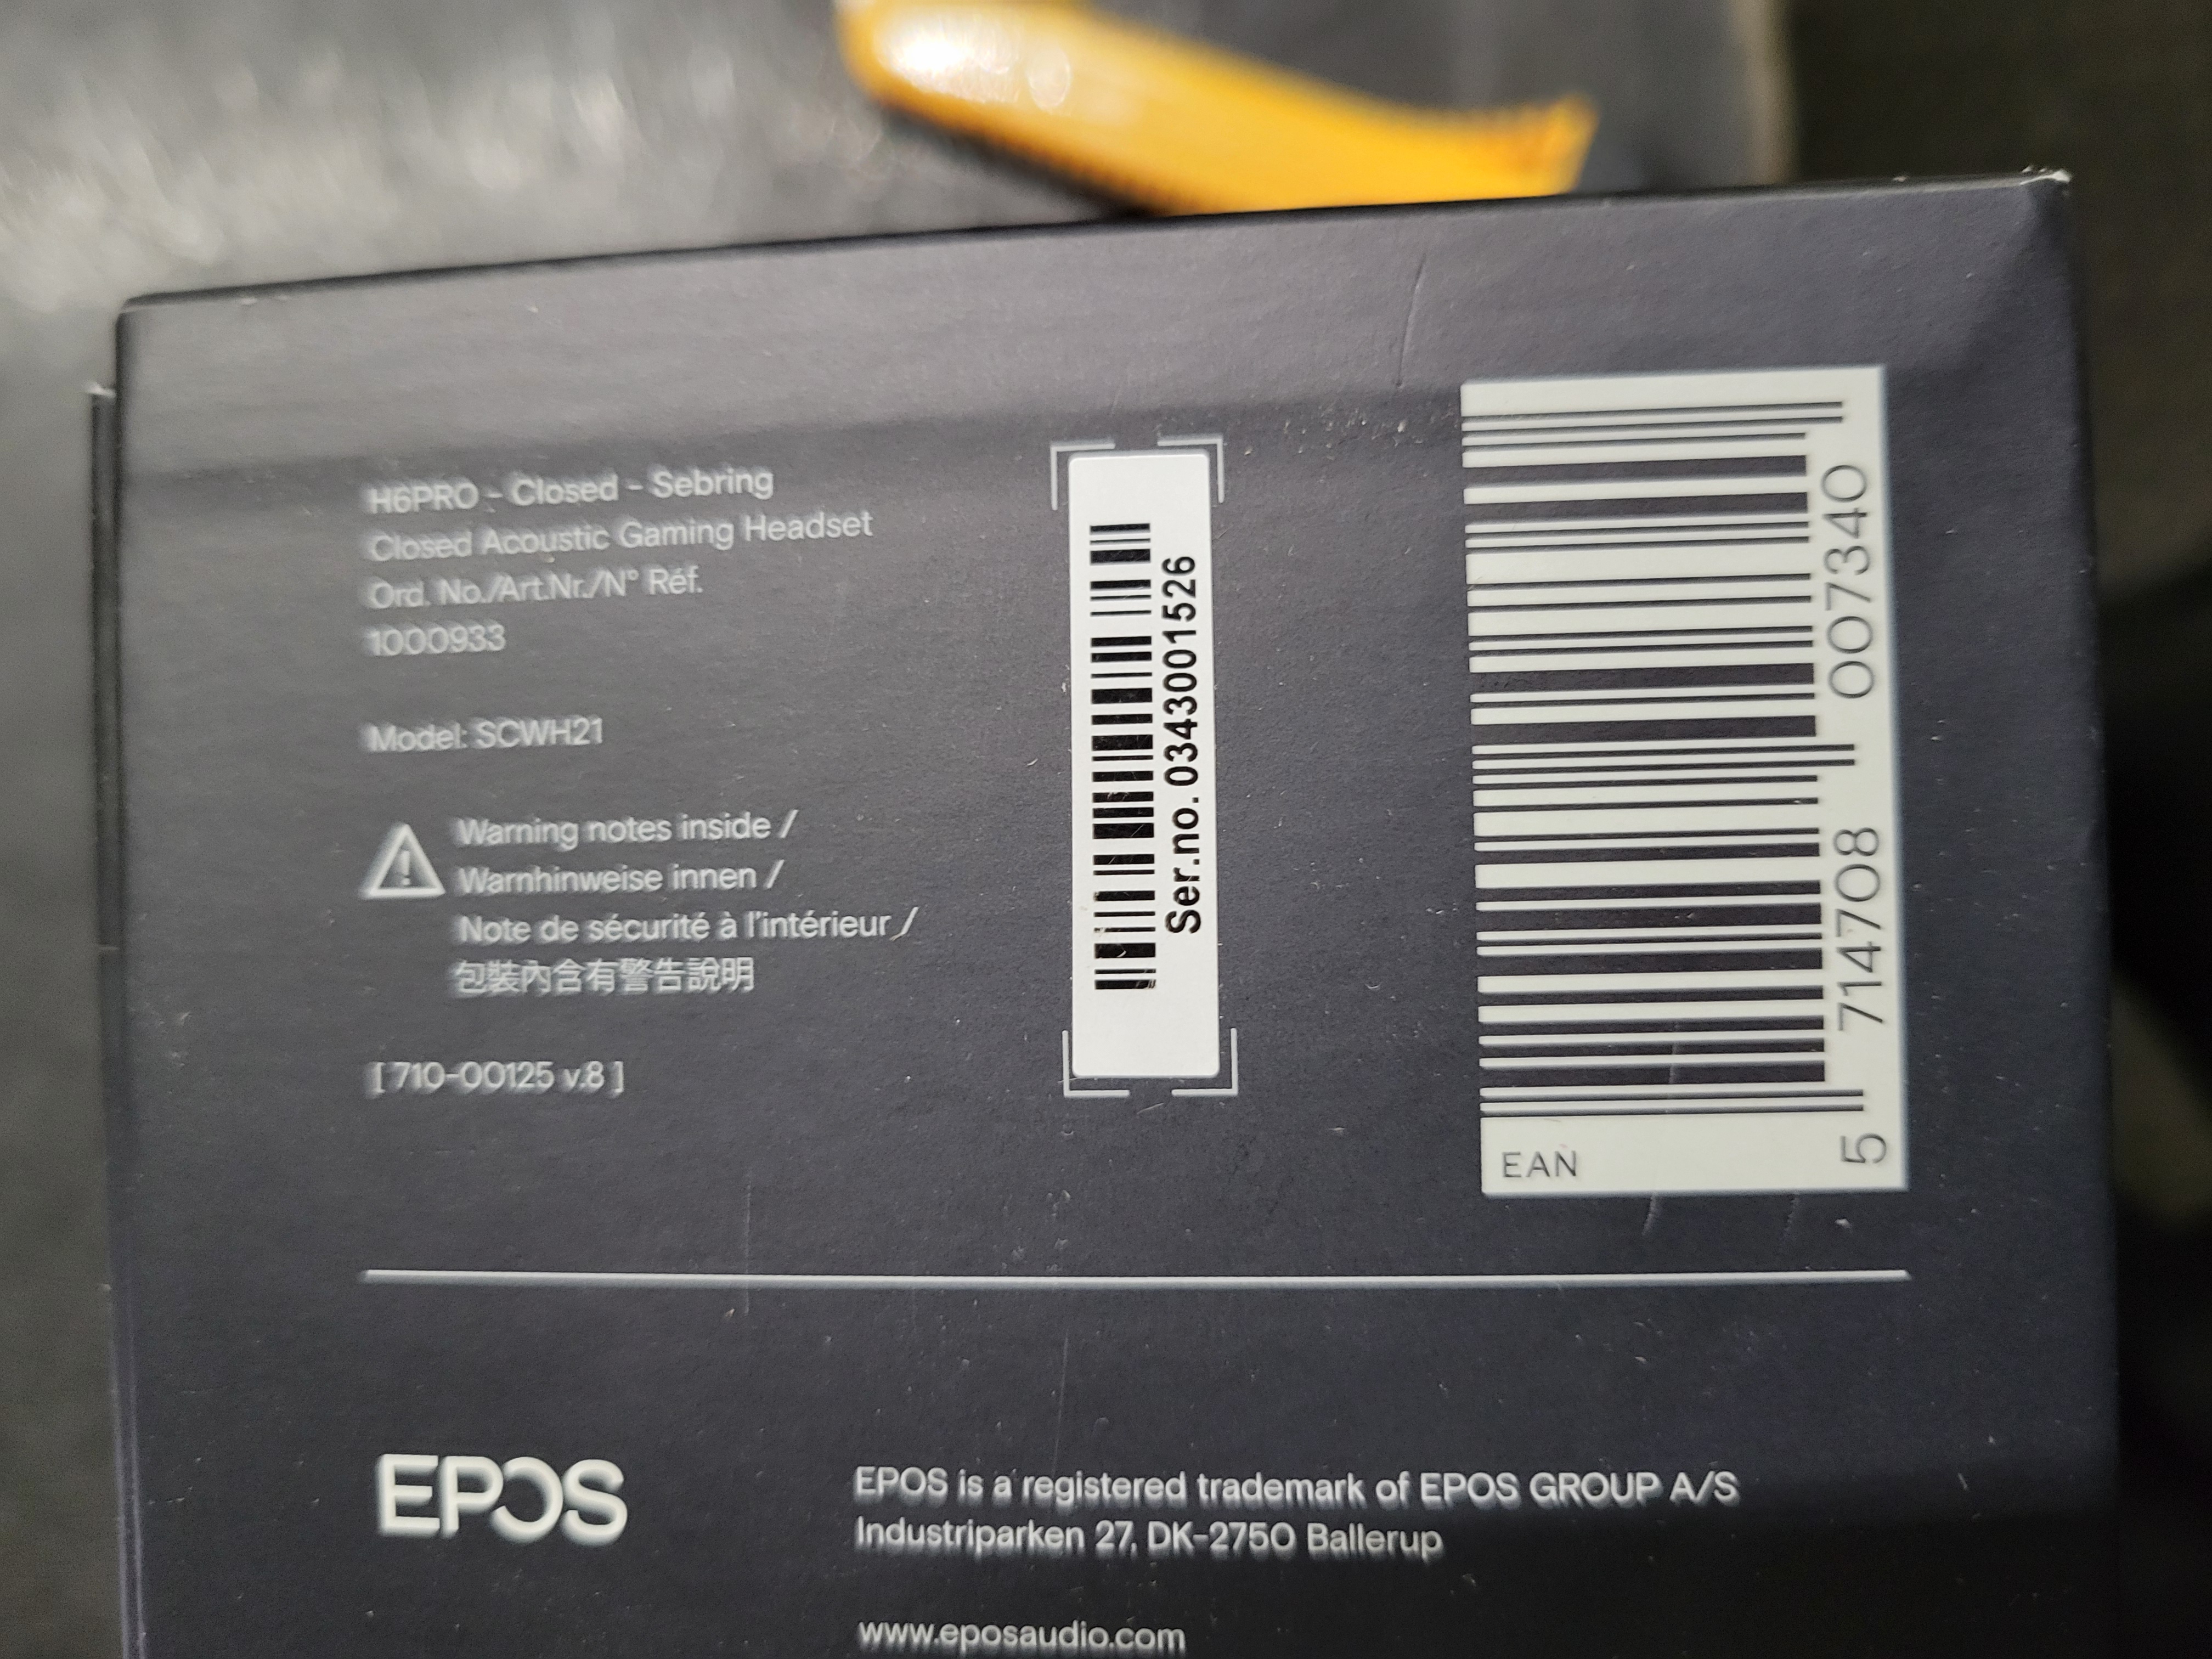 H6PRO - Closed - Sebring
Closed Acoustic Gaming Headset
Ord. No./Art.Nr./N° Réf.
1000933
Model: SCWH21
Warning notes inside /
Warnhinweise innen /
Note de sécurité à l'intérieur /
包裝內含有警告說明
[ 710-00125 v.8 ]
Ser.no. 0343001526
EAN
5 714708 007340
EPOS
EPOS is a registered trademark of EPOS GROUP A/S
Industriparken 27, DK-2750 Ballerup
www.eposaudio.com